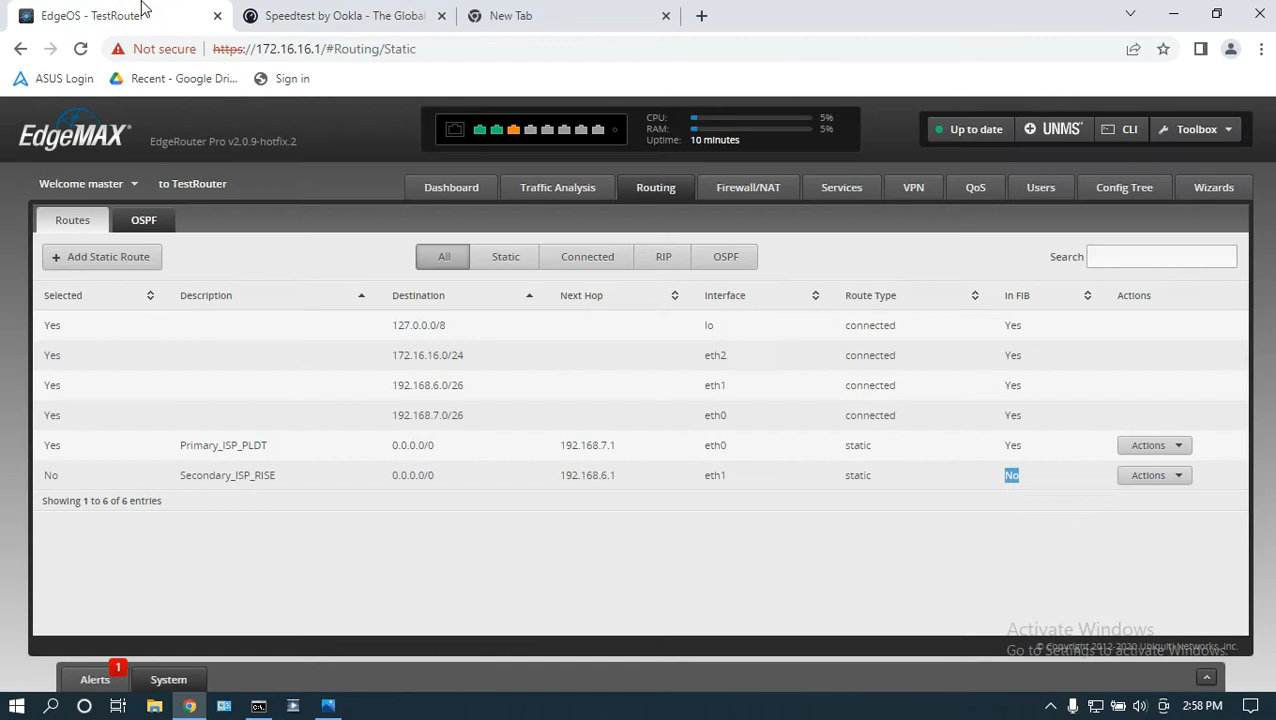 EdgeOS - TestRouter
Speedtest by Ookla - The Global
New Tab
Not secure
https://172.16.16.1/#Routing/Static
ASUS Login
Recent - Google Dri...
Sign in
EdgeMAX
EdgeRouter Pro v2.0.9-hotfix.2
CPU: 5%
RAM: 5%
Uptime: 10 minutes
Up to date
UNMS
CLI
Toolbox
Welcome master
to TestRouter
Dashboard
Traffic Analysis
Routing
Firewall/NAT
Services
VPN
QoS
Users
Config Tree
Wizards
Routes
OSPF
+ Add Static Route
All
Static
Connected
RIP
OSPF
Search
Selected Description Destination Next Hop Interface Route Type In FIB Actions
Yes 127.0.0.0/8 lo connected Yes
Yes 172.16.16.0/24 eth2 connected Yes
Yes 192.168.6.0/26 eth1 connected Yes
Yes 192.168.7.0/26 eth0 connected Yes
Yes Primary_ISP_PLDT 0.0.0.0/0 192.168.7.1 eth0 static Yes Actions
No Secondary_ISP_RISE 0.0.0.0/0 192.168.6.1 eth1 static No Actions
Showing 1 to 6 of 6 entries
Activate Windows
Go to Settings to activate Windows.
© Copyright 2012-2020 Ubiquiti Networks, Inc.
Alerts
1
System
2:58 PM